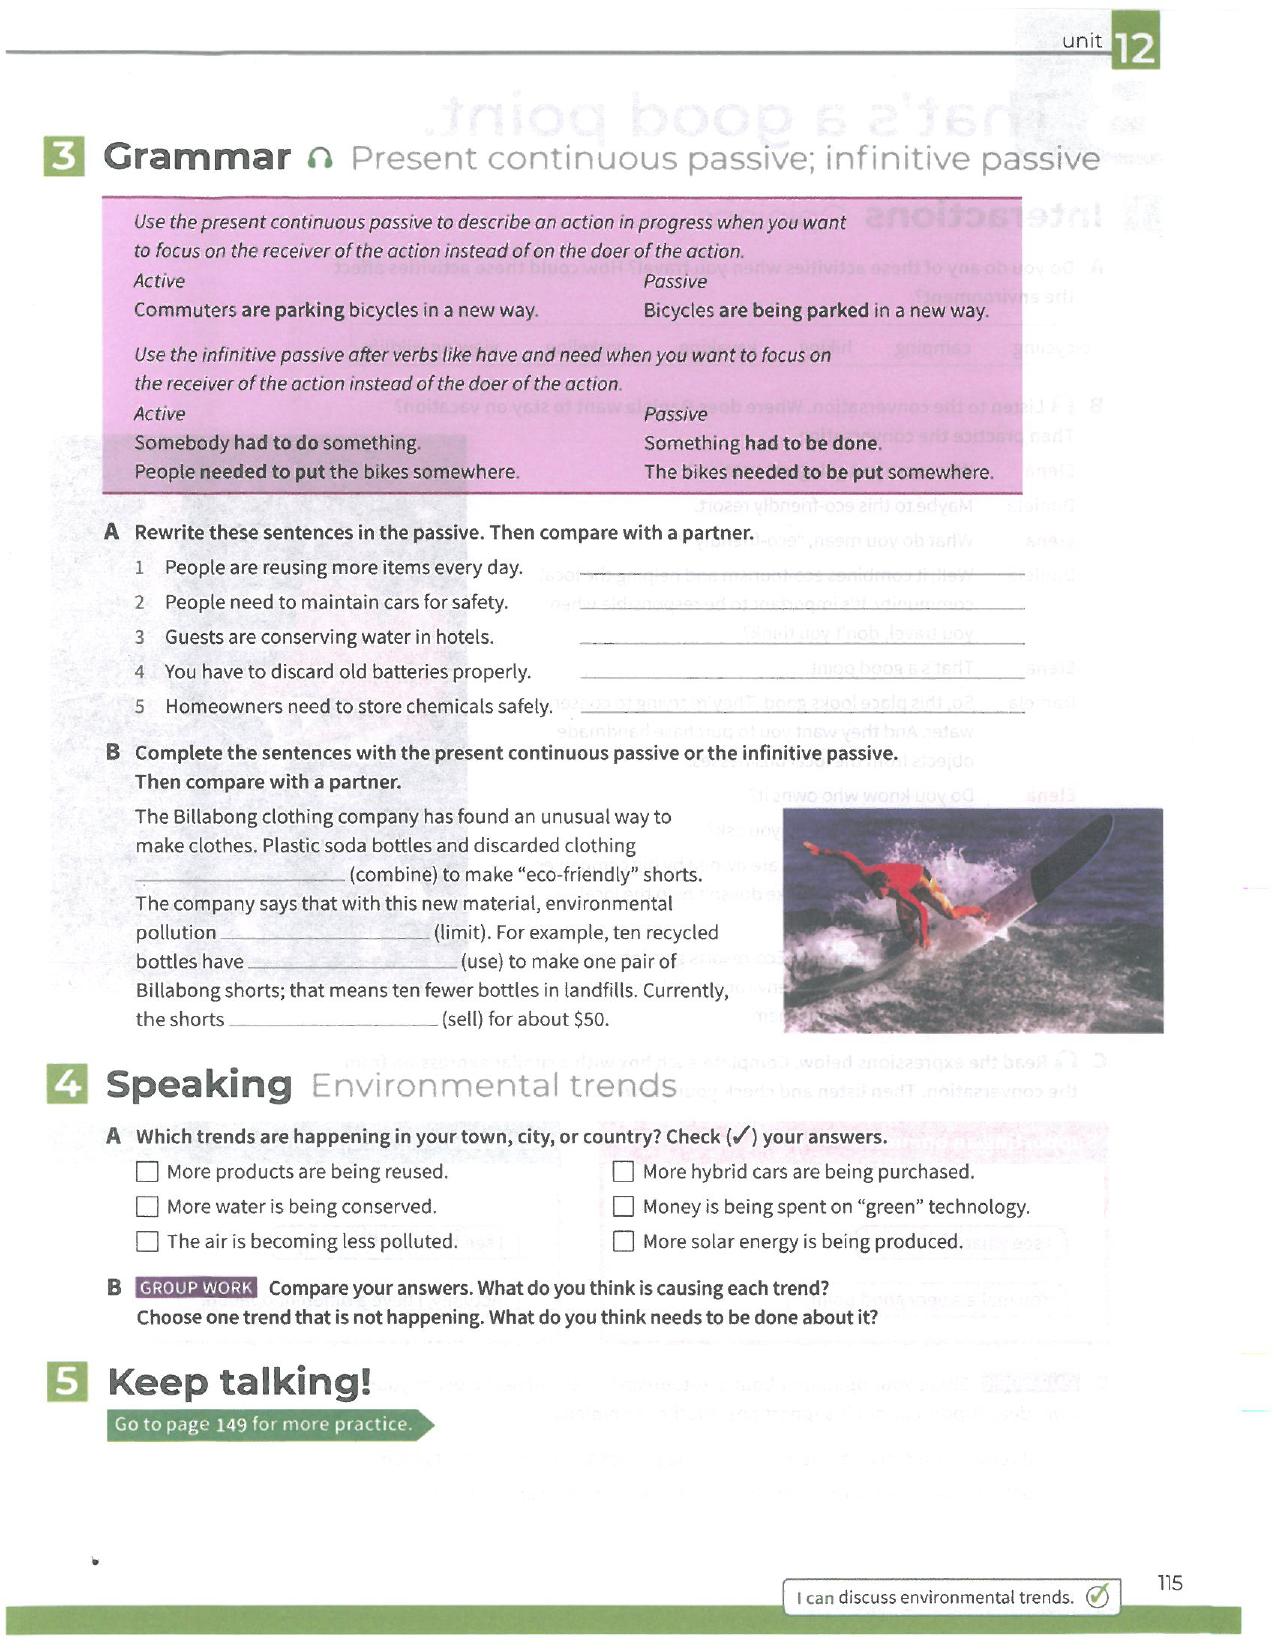 unit 12
3 Grammar Present continuous passive; infinitive passive
Use the present continuous passive to describe an action in progress when you want
to focus on the receiver of the action instead of on the doer of the action.
Active Passive
Commuters are parking bicycles in a new way. Bicycles are being parked in a new way.
Use the infinitive passive after verbs like have and need when you want to focus on
the receiver of the action instead of the doer of the action.
Active Passive
Somebody had to do something. Something had to be done.
People needed to put the bikes somewhere. The bikes needed to be put somewhere.
A Rewrite these sentences in the passive. Then compare with a partner.
1 People are reusing more items every day.
2 People need to maintain cars for safety.
3 Guests are conserving water in hotels.
4 You have to discard old batteries properly.
5 Homeowners need to store chemicals safely.
B Complete the sentences with the present continuous passive or the infinitive passive.
Then compare with a partner.
The Billabong clothing company has found an unusual way to
make clothes. Plastic soda bottles and discarded clothing
____ (combine) to make “eco-friendly” shorts.
The company says that with this new material, environmental
pollution ____ (limit). For example, ten recycled
bottles have ____ (use) to make one pair of
Billabong shorts; that means ten fewer bottles in landfills. Currently,
the shorts ____ (sell) for about $50.
4 Speaking Environmental trends
A Which trends are happening in your town, city, or country? Check (✓) your answers.
☐ More products are being reused. ☐ More hybrid cars are being purchased.
☐ More water is being conserved. ☐ Money is being spent on “green” technology.
☐ The air is becoming less polluted. ☐ More solar energy is being produced.
B GROUP WORK Compare your answers. What do you think is causing each trend?
Choose one trend that is not happening. What do you think needs to be done about it?
5 Keep talking!
Go to page 149 for more practice.
I can discuss environmental trends.
115